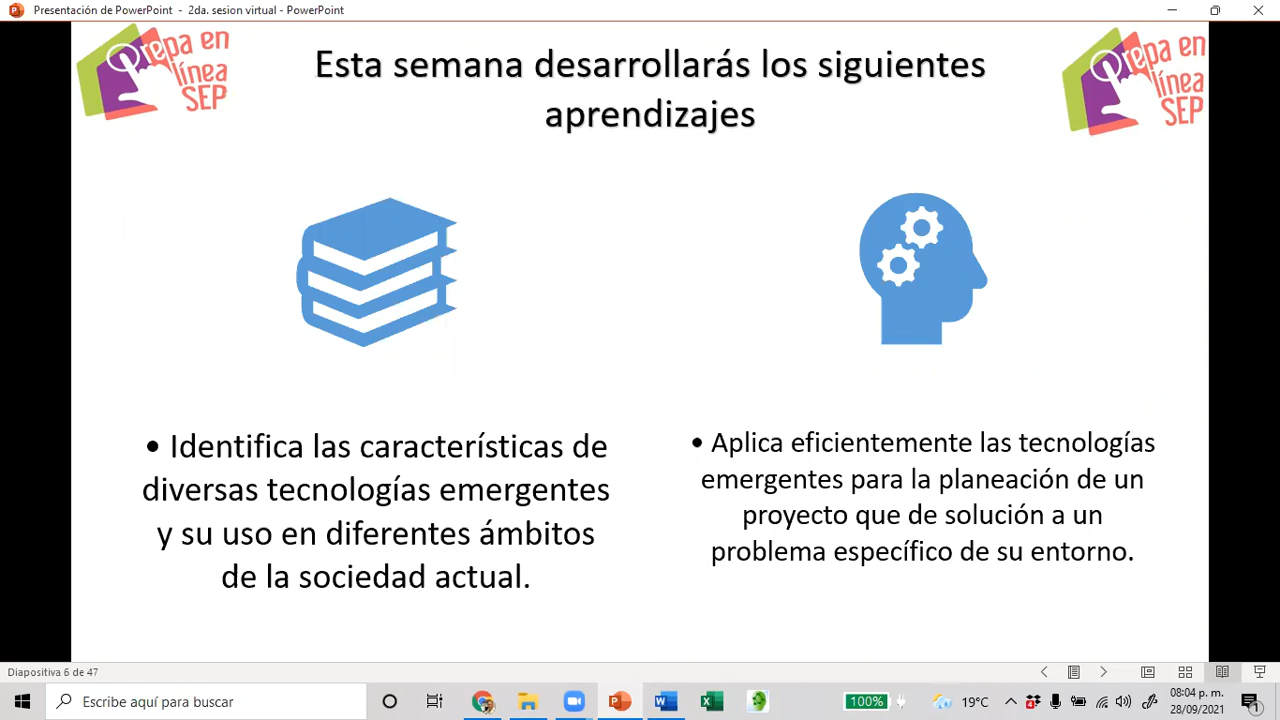 Presentación de PowerPoint - 2da. sesion virtual - PowerPoint
Prepa en
línea
SEP
Prepa en
línea
SEP
Esta semana desarrollarás los siguientes
aprendizajes
• Identifica las características de
diversas tecnologías emergentes
y su uso en diferentes ámbitos
de la sociedad actual.
• Aplica eficientemente las tecnologías
emergentes para la planeación de un
proyecto que de solución a un
problema específico de su entorno.
Diapositiva 6 de 47
Escribe aquí para buscar
100%
19°C
08:04 p. m.
28/09/2021